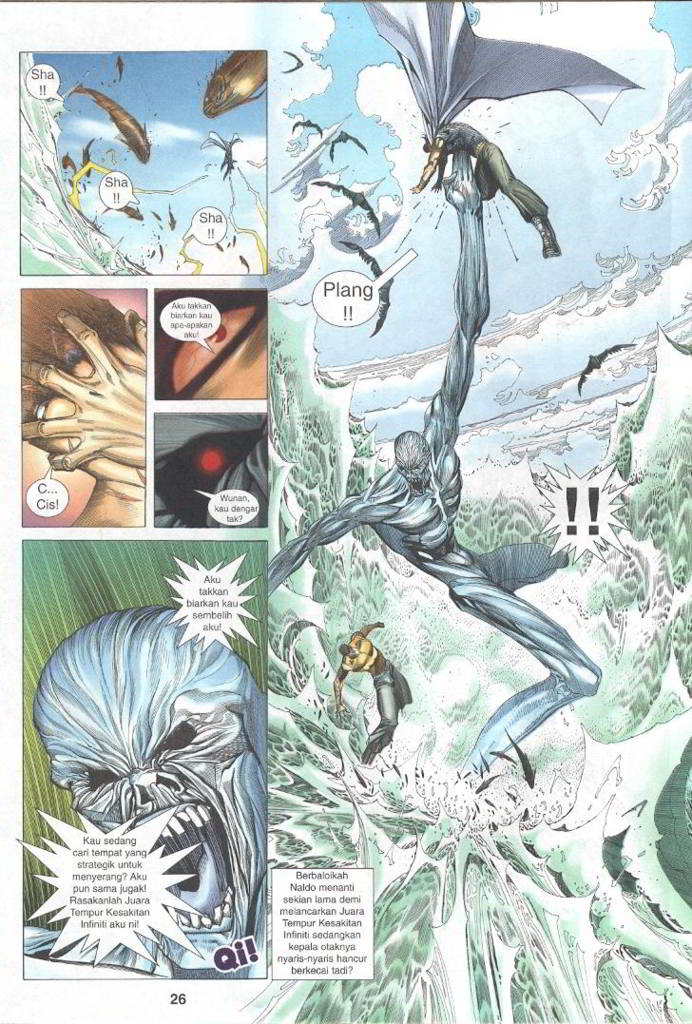 Sha
!!
Sha
!!
Sha
!!
Plang
!!
C...
Cis!
Aku takkan
biarkan kau
apa-apakan
aku!
Wunan,
kau dengar
tak?
!!
Aku
takkan
biarkan kau
sembelih
aku!
Kau sedang
cari tempat yang
strategik untuk
menyerang? Aku
pun sama jugak!
Rasakanlah Juara
Tempur Kesakitan
Infiniti aku ni!
Qi!
Berbaloikah
Naldo menanti
sekian lama demi
melancarkan Juara
Tempur Kesakitan
Infiniti sedangkan
kepala otaknya
nyaris-nyaris hancur
berkecai tadi?
26